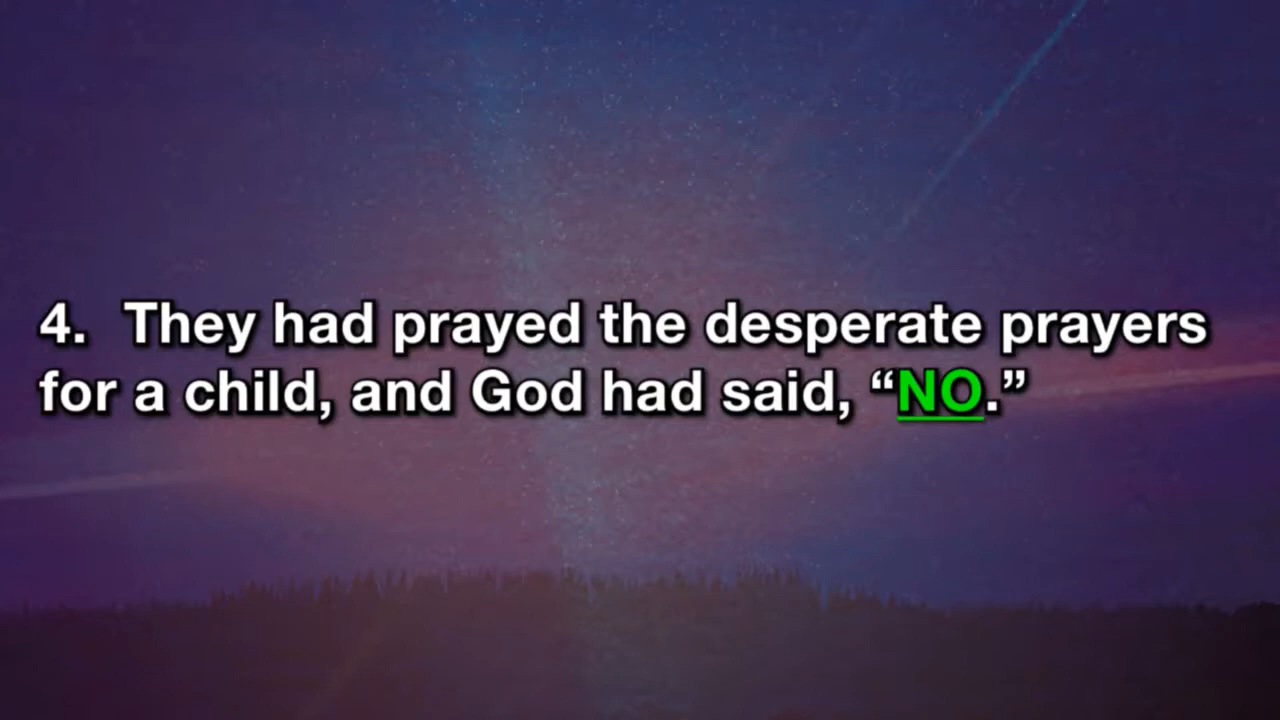 4. They had prayed the desperate prayers
for a child, and God had said, “NO.”